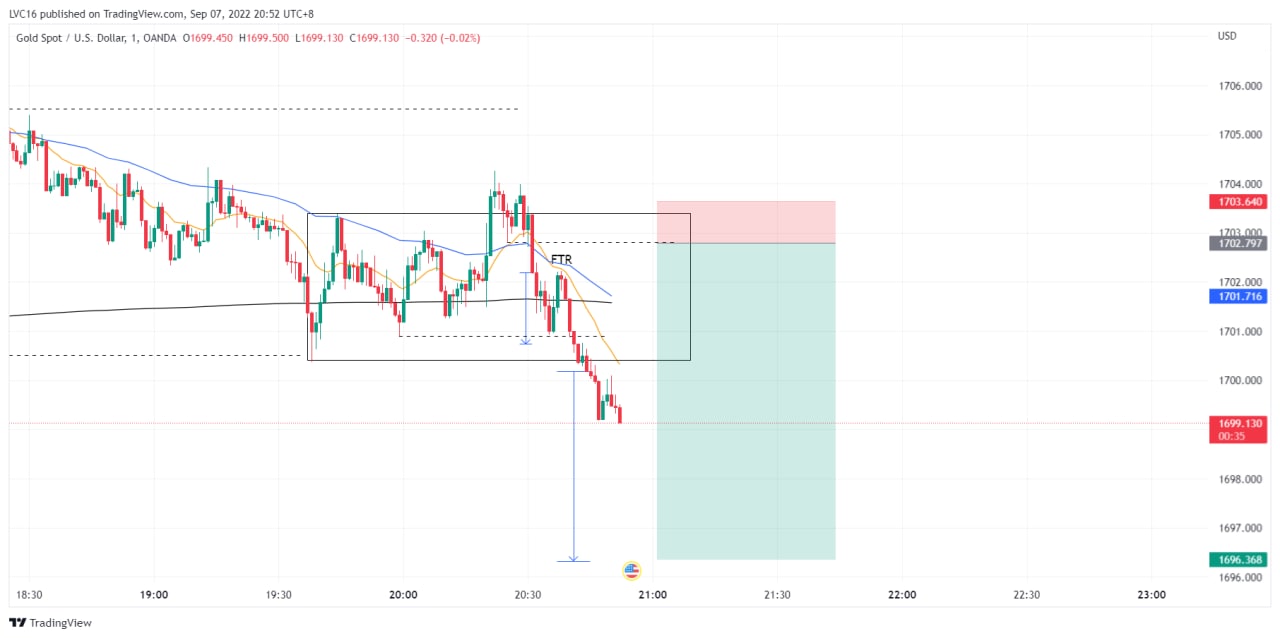 LVC16 published on TradingView.com, Sep 07, 2022 20:52 UTC+8
Gold Spot / U.S. Dollar, 1, OANDA O1699.450 H1699.500 L1699.130 C1699.130 −0.320 (−0.02%)
USD
1706.000
1705.000
1704.000
1703.640
1703.000
1702.797
FTR
1702.000
1701.716
1701.000
1700.000
1699.130
00:35
1698.000
1697.000
1696.368
1696.000
18:30 19:00 19:30 20:00 20:30 21:00 21:30 22:00 22:30 23:00
TradingView